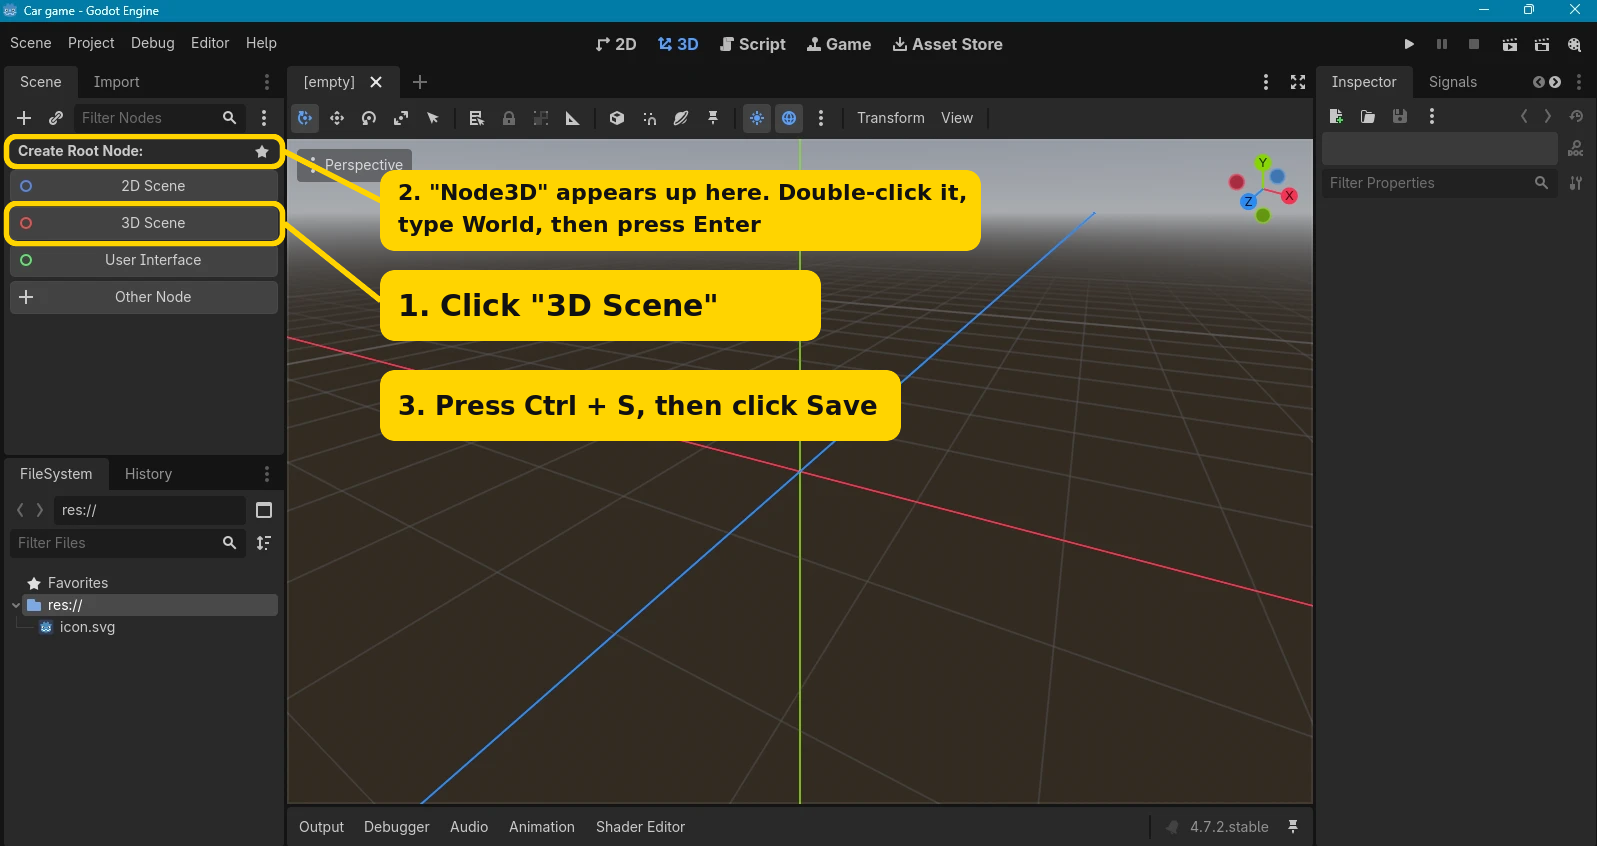 Car game - Godot Engine
Scene Project Debug Editor Help
2D 3D Script Game Asset Store
Scene Import
[empty]
Inspector Signals
Filter Nodes
Transform View
Create Root Node:
2D Scene
3D Scene
User Interface
Other Node
Perspective
2. "Node3D" appears up here. Double-click it,
type World, then press Enter
1. Click "3D Scene"
3. Press Ctrl + S, then click Save
Y
X
Z
DOC
Filter Properties
FileSystem History
res://
Filter Files
Favorites
res://
icon.svg
Output Debugger Audio Animation Shader Editor
4.7.2.stable